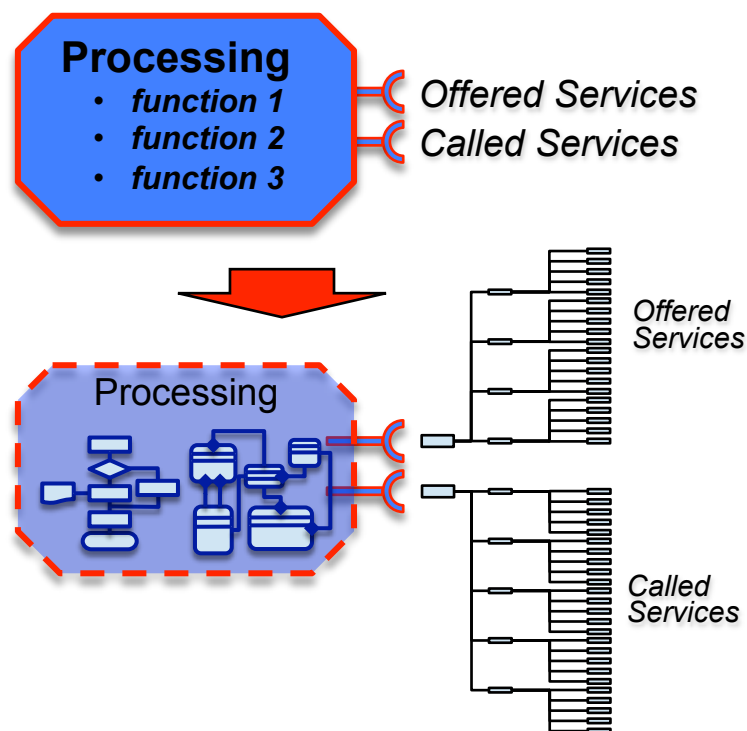 Processing
• function 1
• function 2
• function 3
Offered Services
Called Services
Offered
Services
Processing
Called
Services